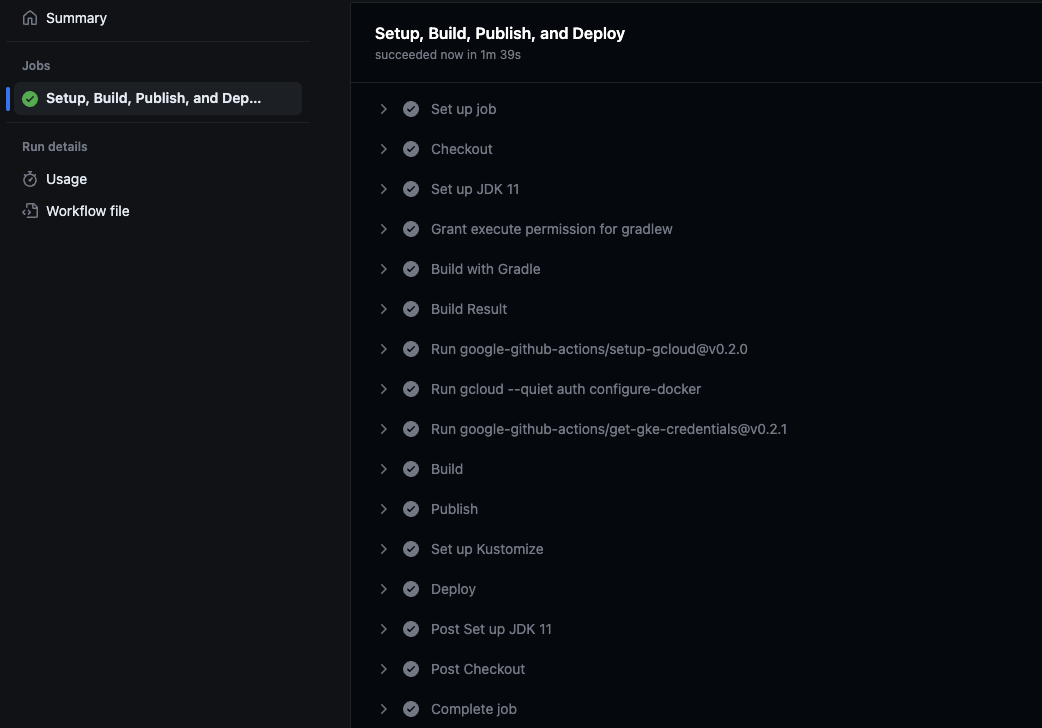 Summary
Jobs
Setup, Build, Publish, and Dep...
Run details
Usage
Workflow file
Setup, Build, Publish, and Deploy
succeeded now in 1m 39s
Set up job
Checkout
Set up JDK 11
Grant execute permission for gradlew
Build with Gradle
Build Result
Run google-github-actions/setup-gcloud@v0.2.0
Run gcloud --quiet auth configure-docker
Run google-github-actions/get-gke-credentials@v0.2.1
Build
Publish
Set up Kustomize
Deploy
Post Set up JDK 11
Post Checkout
Complete job